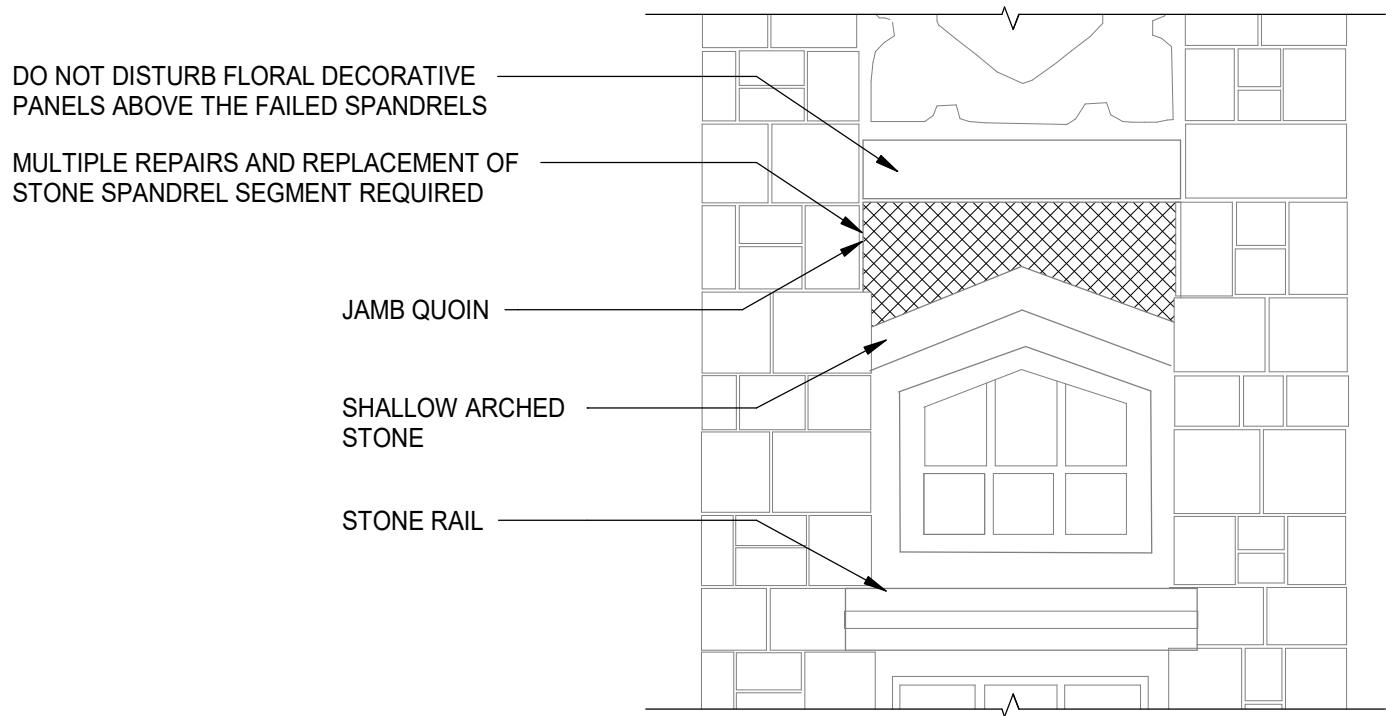 DO NOT DISTURB FLORAL DECORATIVE
PANELS ABOVE THE FAILED SPANDRELS
MULTIPLE REPAIRS AND REPLACEMENT OF
STONE SPANDREL SEGMENT REQUIRED
JAMB QUOIN
SHALLOW ARCHED
STONE
STONE RAIL